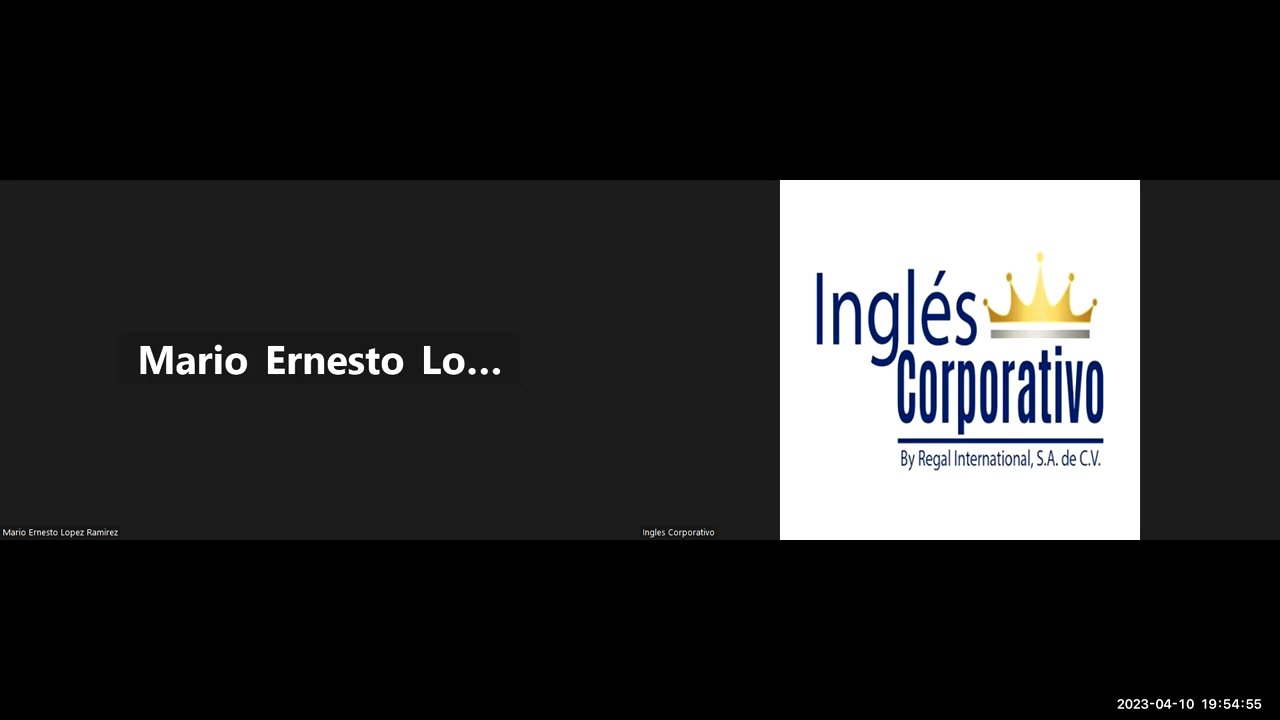 Mario Ernesto Lo...
Mario Ernesto Lopez Ramirez
Inglés
Corporativo
By Regal International, S.A. de C.V.
Ingles Corporativo
2023-04-10 19:54:55